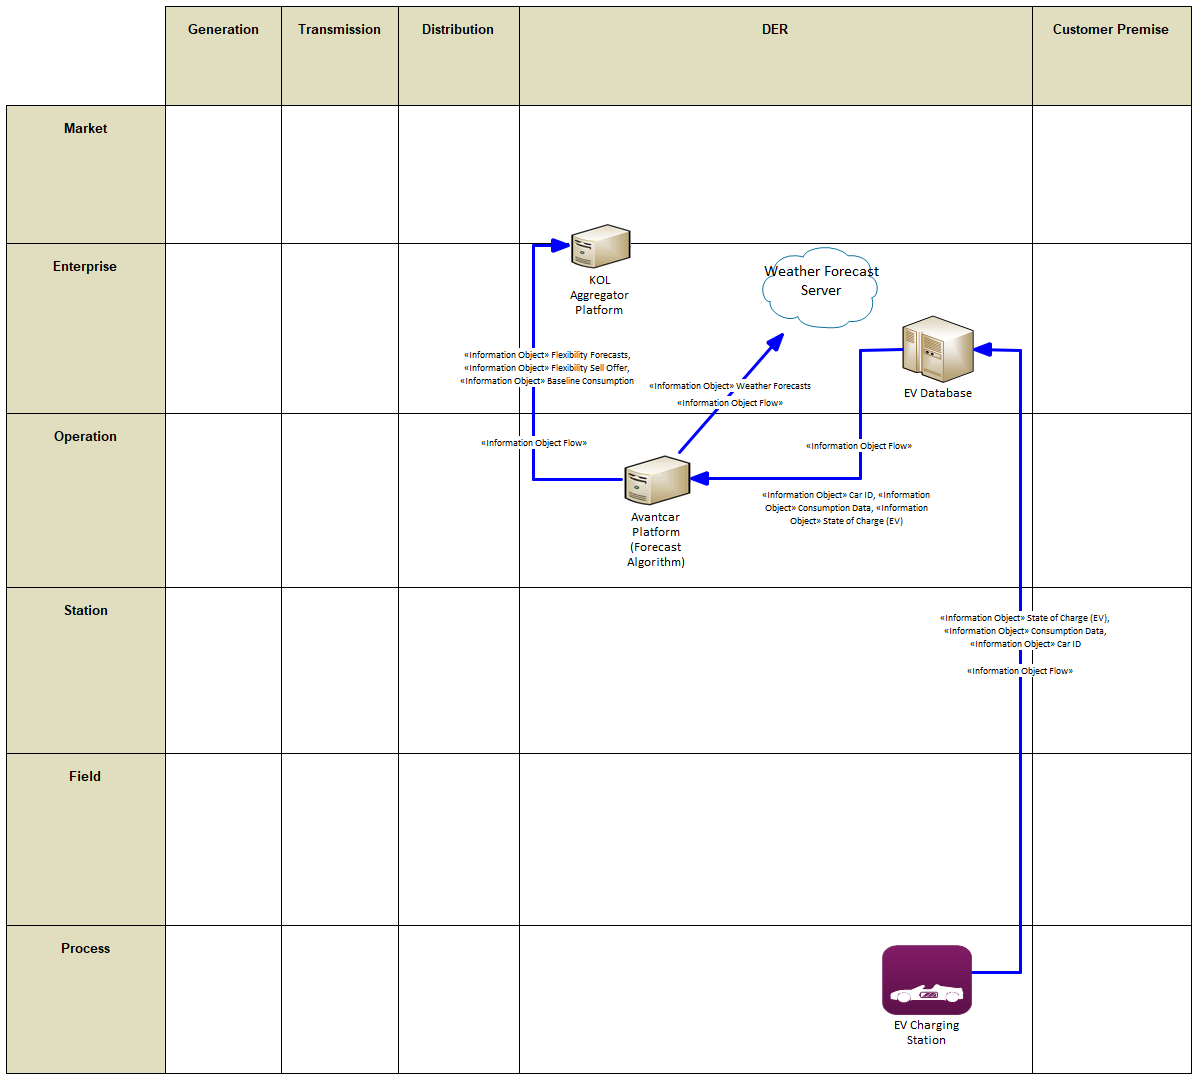 Generation
Transmission
Distribution
DER
Customer Premise
Market
Enterprise
KOL
Aggregator
Platform
Weather Forecast
Server
EV Database
«Information Object» Flexibility Forecasts,
«Information Object» Flexibility Sell Offer,
«Information Object» Baseline Consumption
«Information Object» Weather Forecasts
«Information Object Flow»
Operation
«Information Object Flow»
«Information Object Flow»
Avantcar
Platform
(Forecast
Algorithm)
«Information Object» Car ID, «Information
Object» Consumption Data, «Information
Object» State of Charge (EV)
Station
«Information Object» State of Charge (EV),
«Information Object» Consumption Data,
«Information Object» Car ID
«Information Object Flow»
Field
Process
EV Charging
Station